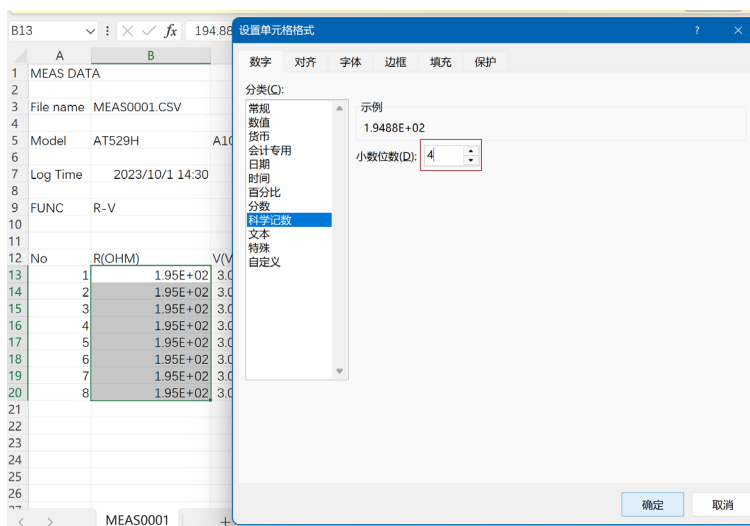 B13 fx 194.88
A B
1 MEAS DATA
2
3 File name MEAS0001.CSV
4
5 Model AT529H A10
6
7 Log Time 2023/10/1 14:30
8
9 FUNC R-V
10
11
12 No R(OHM) V(V
13 1 1.95E+02 3.0
14 2 1.95E+02 3.0
15 3 1.95E+02 3.0
16 4 1.95E+02 3.0
17 5 1.95E+02 3.0
18 6 1.95E+02 3.0
19 7 1.95E+02 3.0
20 8 1.95E+02 3.0
21
22
23
24
25
26
MEAS0001 +
设置单元格格式 ? ×
数字 对齐 字体 边框 填充 保护
分类(C):
常规
数值
货币
会计专用
日期
时间
百分比
分数
科学记数
文本
特殊
自定义
示例
1.9488E+02
小数位数(D): 4
确定 取消